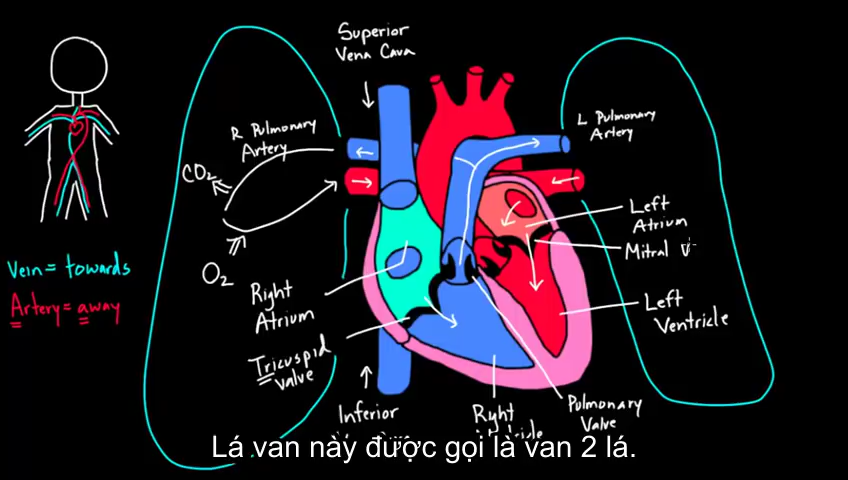 Superior
Vena Cava
R Pulmonary
Artery
L Pulmonary
Artery
CO2
O2
Vein = towards
Artery = away
Left
Atrium
Mitral
Left
Ventricle
Right
Atrium
Tricuspid
valve
Inferior
Right
Pulmonary
Valve
Lá van này được gọi là van 2 lá.